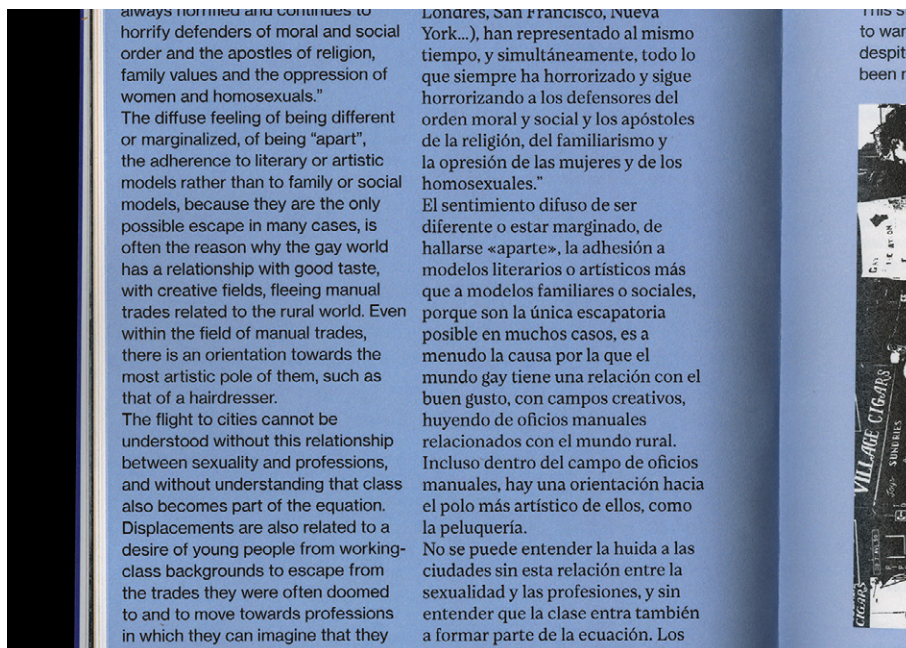 always horrified and continues to
horrify defenders of moral and social
order and the apostles of religion,
family values and the oppression of
women and homosexuals.”
The diffuse feeling of being different
or marginalized, of being “apart”,
the adherence to literary or artistic
models rather than to family or social
models, because they are the only
possible escape in many cases, is
often the reason why the gay world
has a relationship with good taste,
with creative fields, fleeing manual
trades related to the rural world. Even
within the field of manual trades,
there is an orientation towards the
most artistic pole of them, such as
that of a hairdresser.
The flight to cities cannot be
understood without this relationship
between sexuality and professions,
and without understanding that class
also becomes part of the equation.
Displacements are also related to a
desire of young people from working-
class backgrounds to escape from
the trades they were often doomed
to and to move towards professions
in which they can imagine that they
Londres, San Francisco, Nueva
York...), han representado al mismo
tiempo, y simultáneamente, todo lo
que siempre ha horrorizado y sigue
horrorizando a los defensores del
orden moral y social y los apóstoles
de la religión, del familiarismo y
la opresión de las mujeres y de los
homosexuales.”
El sentimiento difuso de ser
diferente o estar marginado, de
hallarse «aparte», la adhesión a
modelos literarios o artísticos más
que a modelos familiares o sociales,
porque son la única escapatoria
posible en muchos casos, es a
menudo la causa por la que el
mundo gay tiene una relación con el
buen gusto, con campos creativos,
huyendo de oficios manuales
relacionados con el mundo rural.
Incluso dentro del campo de oficios
manuales, hay una orientación hacia
el polo más artístico de ellos, como
la peluquería.
No se puede entender la huida a las
ciudades sin esta relación entre la
sexualidad y las profesiones, y sin
entender que la clase entra también
a formar parte de la ecuación. Los
This s
to war
despit
been r
GAY
VILLAGE CIGARS
SUNDRIES
CIGARS